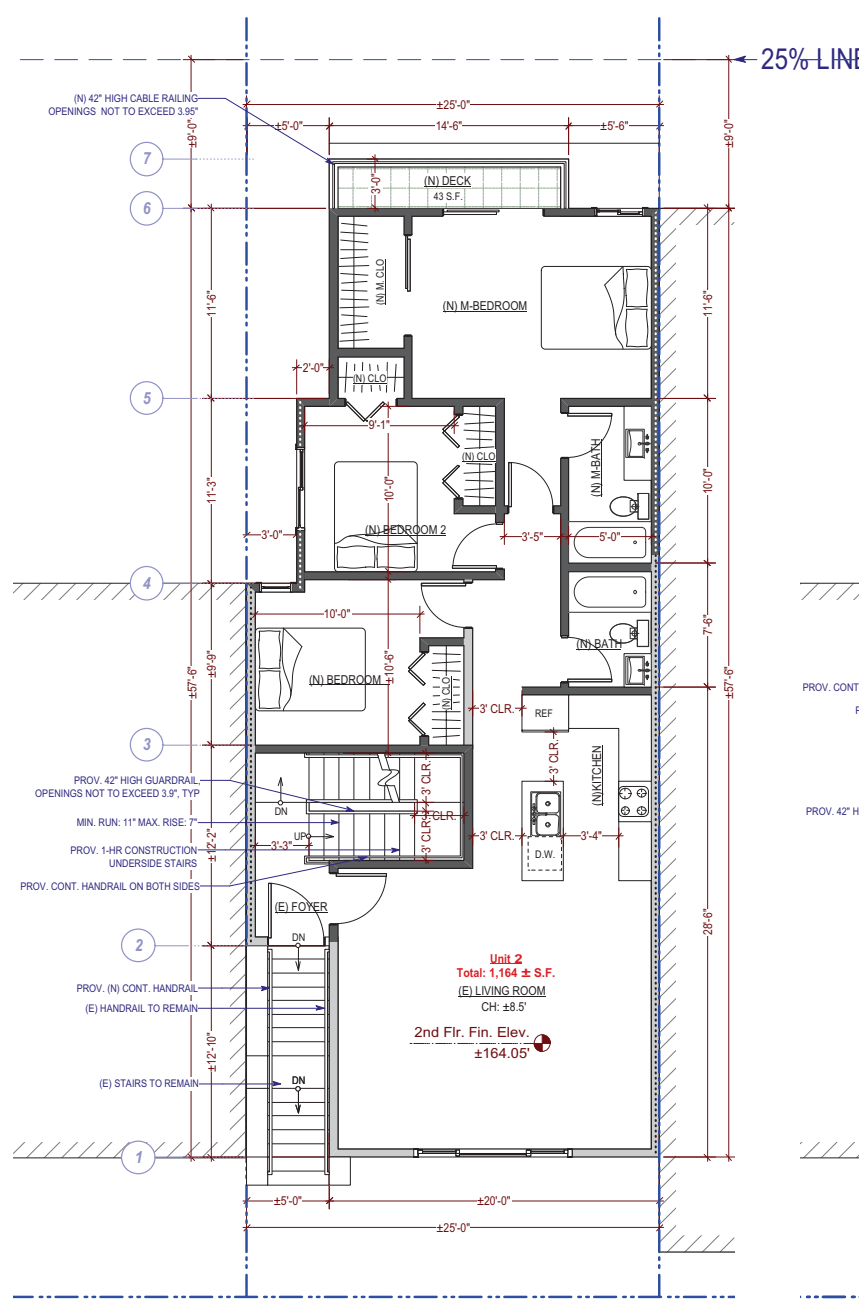 25% LINE
(N) 42" HIGH CABLE RAILING
OPENINGS NOT TO EXCEED 3.95"
±25'-0"
±5'-0"
14'-6"
±5'-6"
±9'-0"
±9'-0"
7
3'-0"
(N) DECK
43 S.F.
6
(N) M. CLO
(N) M-BEDROOM
11'-6"
±11'-6"
2'-0"
(N) CLO
5
9'-1"
(N) CLO
(N) M-BATH
10'-0"
10'-0"
11'-3"
3'-0"
(N) BEDROOM 2
3'-5"
5'-0"
4
10'-0"
(N) BATH
7'-6"
±57'-6"
±9'-9"
(N) BEDROOM
±10'-6"
(N) CLO
±57'-6"
PROV. CONT
3' CLR.
REF
3
3' CLR.
3' CLR.
(N)KITCHEN
PROV. 42" HIGH GUARDRAIL,
OPENINGS NOT TO EXCEED 3.9", TYP
DN
MIN. RUN: 11" MAX. RISE: 7"
3' CLR.
PROV. 42" H
UP
3' CLR.
3' CLR.
3'-4"
PROV. 1-HR CONSTRUCTION
UNDERSIDE STAIRS
3'-3"
D.W.
±12'-2"
PROV. CONT. HANDRAIL ON BOTH SIDES
(E) FOYER
28'-6"
2
DN
Unit 2
Total: 1,164 ± S.F.
(E) LIVING ROOM
CH: ±8.5'
PROV. (N) CONT. HANDRAIL
(E) HANDRAIL TO REMAIN
2nd Flr. Fin. Elev.
±164.05'
±12'-10"
(E) STAIRS TO REMAIN
DN
1
±5'-0"
±20'-0"
±25'-0"